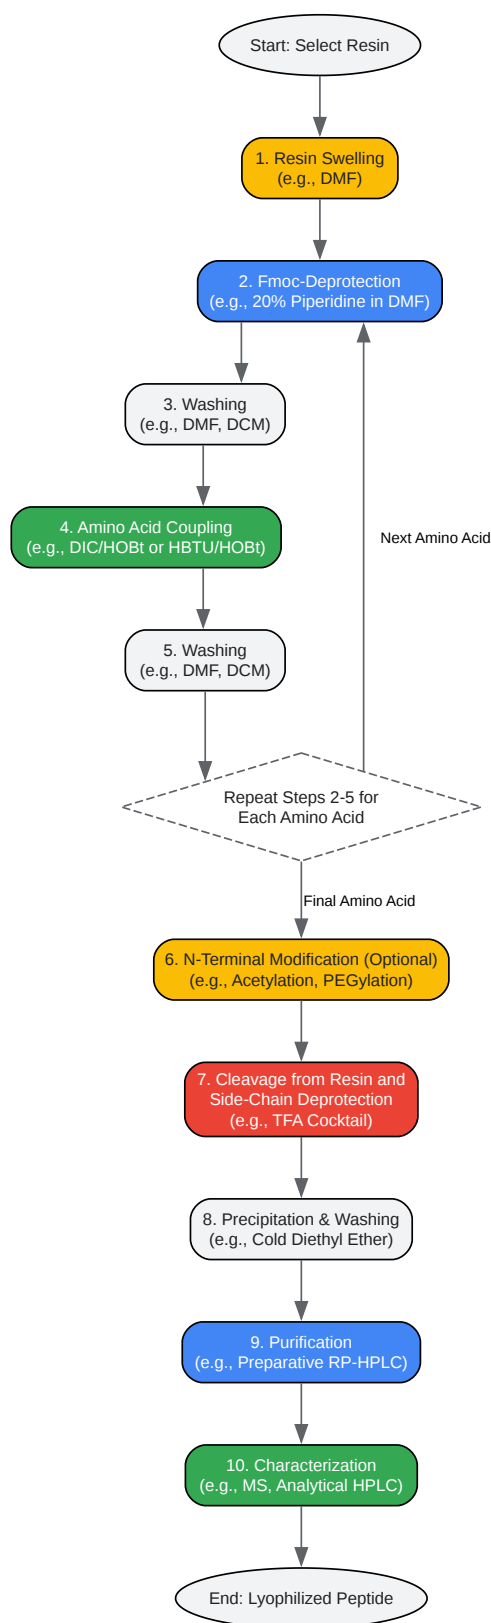 Start: Select Resin
1. Resin Swelling
(e.g., DMF)
2. Fmoc-Deprotection
(e.g., 20% Piperidine in DMF)
3. Washing
(e.g., DMF, DCM)
4. Amino Acid Coupling
(e.g., DIC/HOBt or HBTU/HOBt)
Next Amino Acid
5. Washing
(e.g., DMF, DCM)
Repeat Steps 2-5 for
Each Amino Acid
Final Amino Acid
6. N-Terminal Modification (Optional)
(e.g., Acetylation, PEGylation)
7. Cleavage from Resin and
Side-Chain Deprotection
(e.g., TFA Cocktail)
8. Precipitation & Washing
(e.g., Cold Diethyl Ether)
9. Purification
(e.g., Preparative RP-HPLC)
10. Characterization
(e.g., MS, Analytical HPLC)
End: Lyophilized Peptide